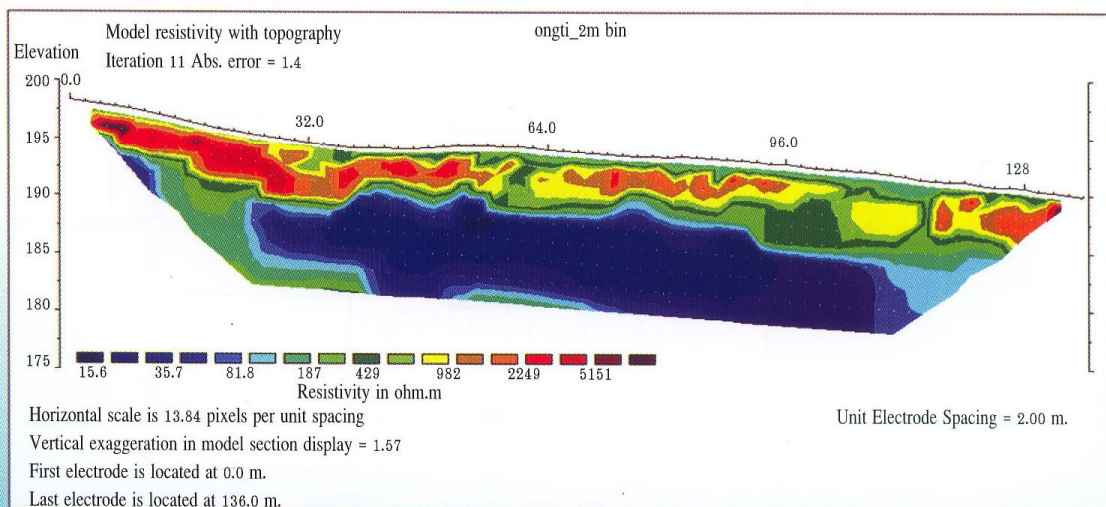 Model resistivity with topography
ongti_2m bin
Elevation
Iteration 11 Abs. error = 1.4
200
0.0
195
32.0
64.0
96.0
128
190
185
180
175
15.6 35.7 81.8 187 429 982 2249 5151
Resistivity in ohm.m
Horizontal scale is 13.84 pixels per unit spacing
Unit Electrode Spacing = 2.00 m.
Vertical exaggeration in model section display = 1.57
First electrode is located at 0.0 m.
Last electrode is located at 136.0 m.